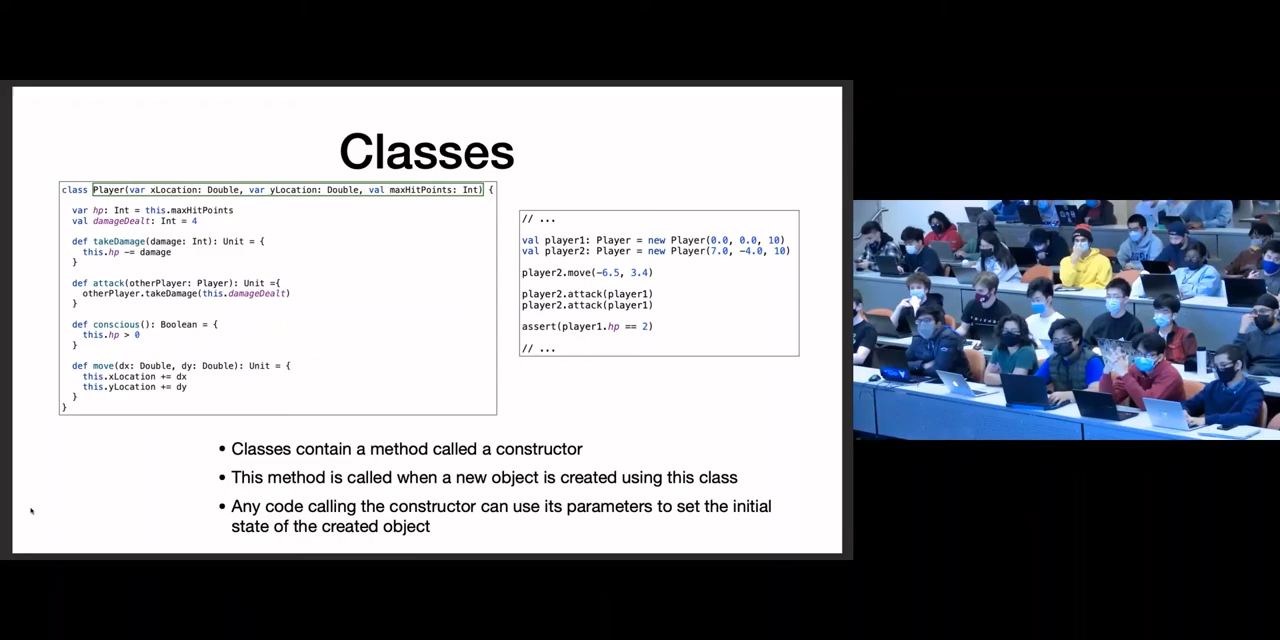 Classes
class Player(var xLocation: Double, var yLocation: Double, val maxHitPoints: Int) {
var hp: Int = this.maxHitPoints
val damageDealt: Int = 4
def takeDamage(damage: Int): Unit = {
this.hp -= damage
}
def attack(otherPlayer: Player): Unit ={
otherPlayer.takeDamage(this.damageDealt)
}
def conscious(): Boolean = {
this.hp > 0
}
def move(dx: Double, dy: Double): Unit = {
this.xLocation += dx
this.yLocation += dy
}
}
// ...
val player1: Player = new Player(0.0, 0.0, 10)
val player2: Player = new Player(7.0, -4.0, 10)
player2.move(-6.5, 3.4)
player2.attack(player1)
player2.attack(player1)
assert(player1.hp == 2)
// ...
• Classes contain a method called a constructor
• This method is called when a new object is created using this class
• Any code calling the constructor can use its parameters to set the initial
state of the created object